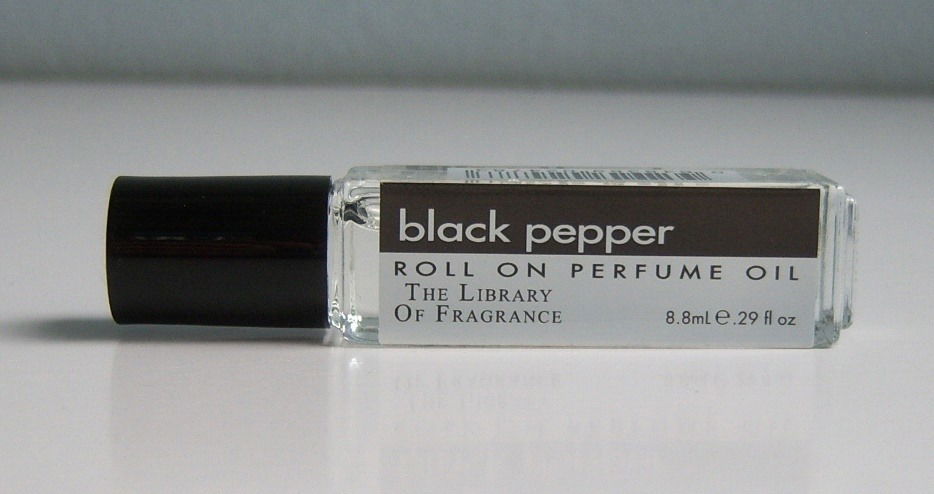 black pepper
ROLL ON PERFUME OIL
THE LIBRARY
OF FRAGRANCE
8.8mL ℮.29 fl oz